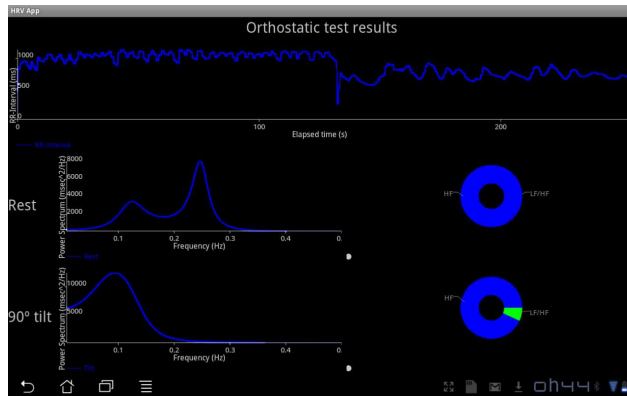 HRV App
Orthostatic test results
RR-Interval (ms)
1000
500
0
0 100 200
Elapsed time (s)
RR-Interval
Rest
Power Spectrum (msec^2/Hz)
8000
6000
4000
2000
0.1 0.2 0.3 0.4 0.
Frequency (Hz)
Rest
HF LF/HF
90º tilt
Power Spectrum (msec^2/Hz)
10000
5000
0.1 0.2 0.3 0.4 0.
Frequency (Hz)
HF LF/HF